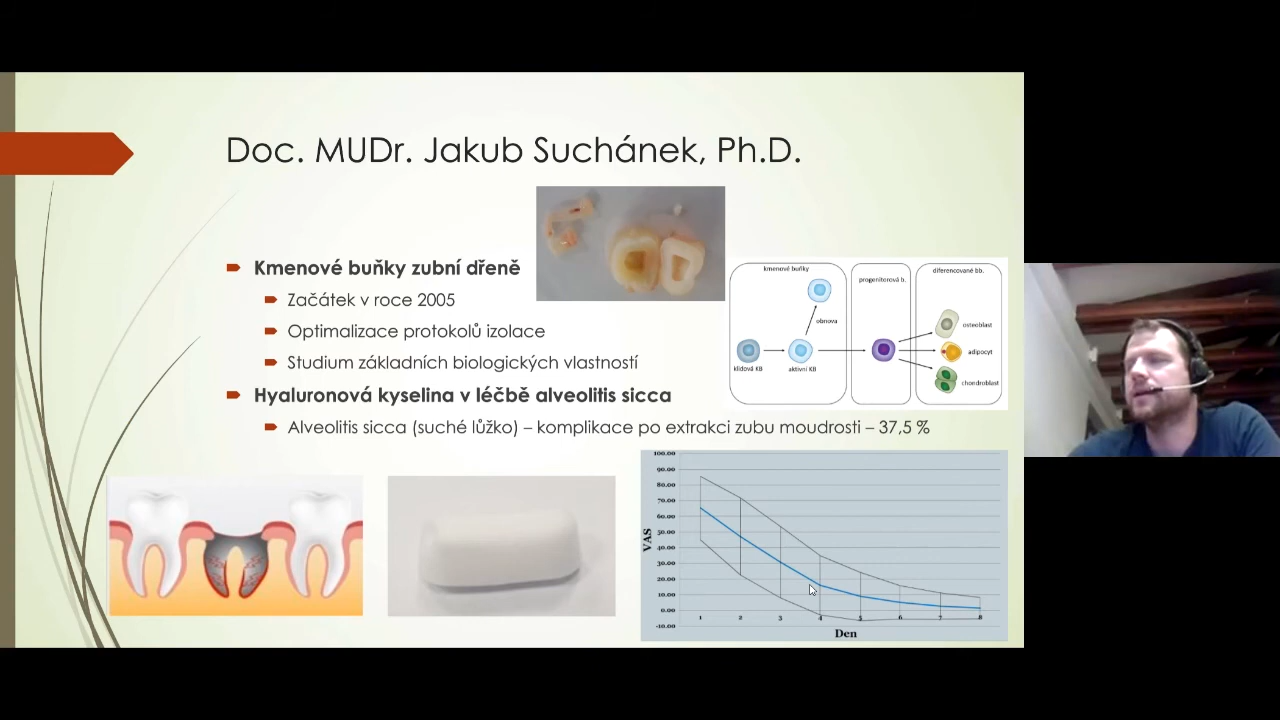 Doc. MUDr. Jakub Suchánek, Ph.D.
Kmenové buňky zubní dřeně
Začátek v roce 2005
Optimalizace protokolů izolace
Studium základních biologických vlastností
Hyaluronová kyselina v léčbě alveolitis sicca
Alveolitis sicca (suché lůžko) – komplikace po extrakci zubu moudrosti – 37,5 %
kmenové buňky
progenitorová b.
diferencované bb.
obnova
klidová KB
aktivní KB
osteoblast
adipocyt
chondroblast
100.00
90.00
80.00
70.00
60.00
50.00
40.00
30.00
20.00
10.00
0.00
-10.00
VAS
1 2 3 4 5 6 7 8
Den